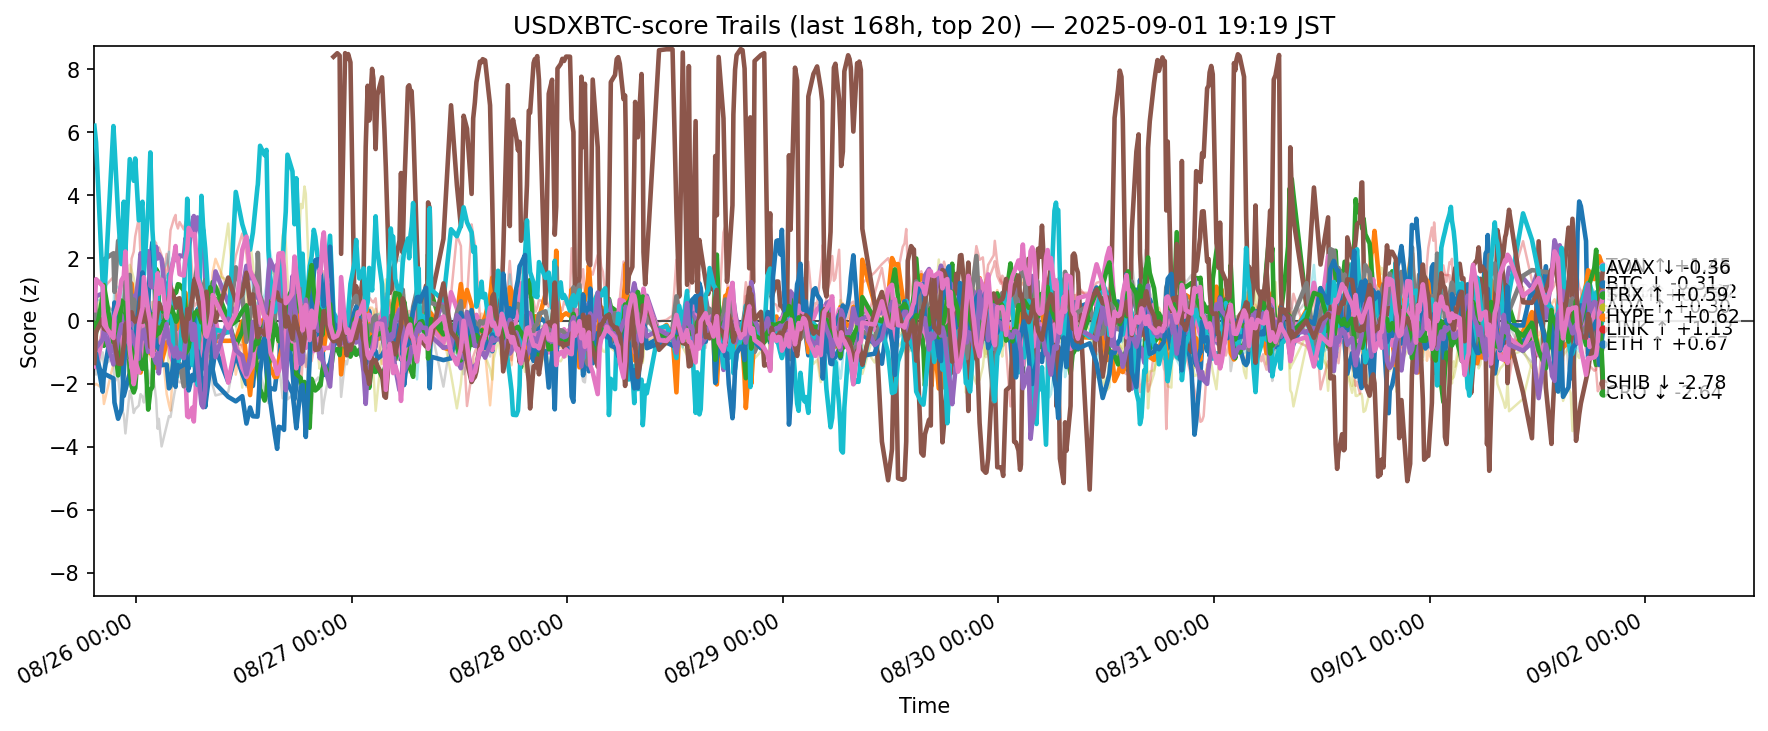 USDXBTC-score Trails (last 168h, top 20) — 2025-09-01 19:19 JST
8
6
4
2
0
−2
−4
−6
−8
Score (z)
AVAX ↓ -0.36
BTC ↓ -0.31
TRX ↑ +0.59
HYPE ↑ +0.62
LINK ↑ +1.13
ETH ↑ +0.67
SHIB ↓ -2.78
CRO ↓ -2.64
08/26 00:00
08/27 00:00
08/28 00:00
08/29 00:00
08/30 00:00
08/31 00:00
09/01 00:00
09/02 00:00
Time